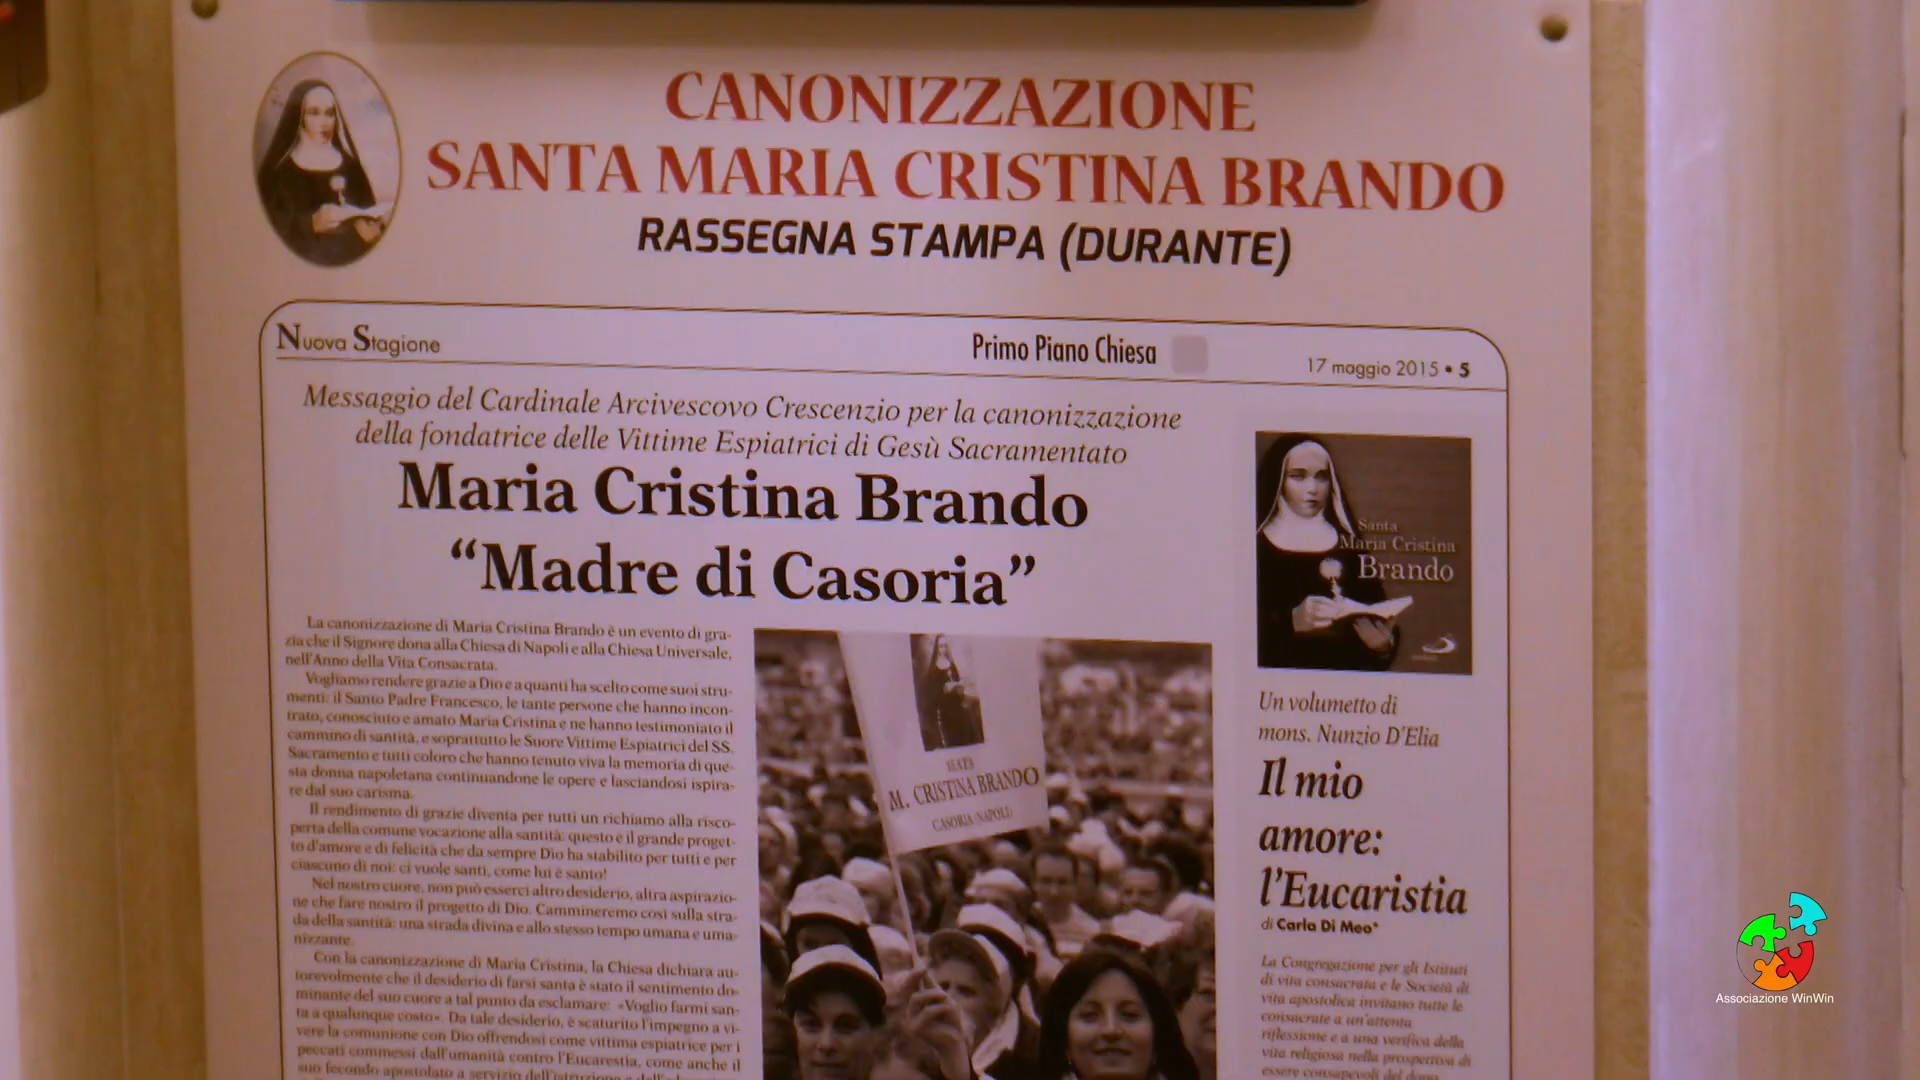 CANONIZZAZIONE
SANTA MARIA CRISTINA BRANDO
RASSEGNA STAMPA (DURANTE)
Nuova Stagione
Primo Piano Chiesa
17 maggio 2015 • 5
Messaggio del Cardinale Arcivescovo Crescenzio per la canonizzazione
della fondatrice delle Vittime Espiatrici di Gesù Sacramentato
Maria Cristina Brando
“Madre di Casoria”
La canonizzazione di Maria Cristina Brando è un evento di gra-
zia che il Signore dona alla Chiesa di Napoli e alla Chiesa Universale,
nell'Anno della Vita Consacrata.
Vogliamo rendere grazie a Dio e a quanti ha scelto come suoi stru-
menti: il Santo Padre Francesco, le tante persone che hanno incon-
trato, conosciuto e amato Maria Cristina e ne hanno testimoniato il
cammino di santità, e soprattutto le Suore Vittime Espiatrici del SS.
Sacramento e tutti coloro che hanno tenuto viva la memoria di que-
sta donna napoletana continuandone le opere e lasciandosi ispira-
re dal suo carisma.
Il rendimento di grazie diventa per tutti un richiamo alla risco-
perta della comune vocazione alla santità: questo è il grande proget-
to d'amore e di felicità che da sempre Dio ha stabilito per tutti e per
ciascuno di noi: ci vuole santi, come lui è santo!
Nel nostro cuore, non può esserci altro desiderio, altra aspirazio-
ne che fare nostro il progetto di Dio. Cammineremo così sulla stra-
da della santità: una strada divina e allo stesso tempo umana e uma-
nizzante.
Con la canonizzazione di Maria Cristina, la Chiesa dichiara au-
torevolmente che il desiderio di farsi santa è stato il sentimento do-
minante del suo cuore a tal punto da esclamare: «Voglio farmi san-
ta a qualunque costo». Da tale desiderio, è scaturito l'impegno a vi-
vere la comunione con Dio offrendosi come vittima espiatrice per i
peccati commessi dall'umanità contro l'Eucarestia, come anche il
suo fecondo apostolato a servizio dell'istruzione
BEATA
M. CRISTINA BRANDO
CASORIA (NAPOLI)
Santa
Maria Cristina
Brando
Un volumetto di
mons. Nunzio D'Elia
Il mio
amore:
l'Eucaristia
di Carla Di Meo*
La Congregazione per gli Istituti
di vita consacrata e le Società di
vita apostolica invitano tutte le
consacrate a un'attenta
riflessione e a una verifica della
vita religiosa nella prospettiva di
essere consapevoli del dono
Associazione WinWin